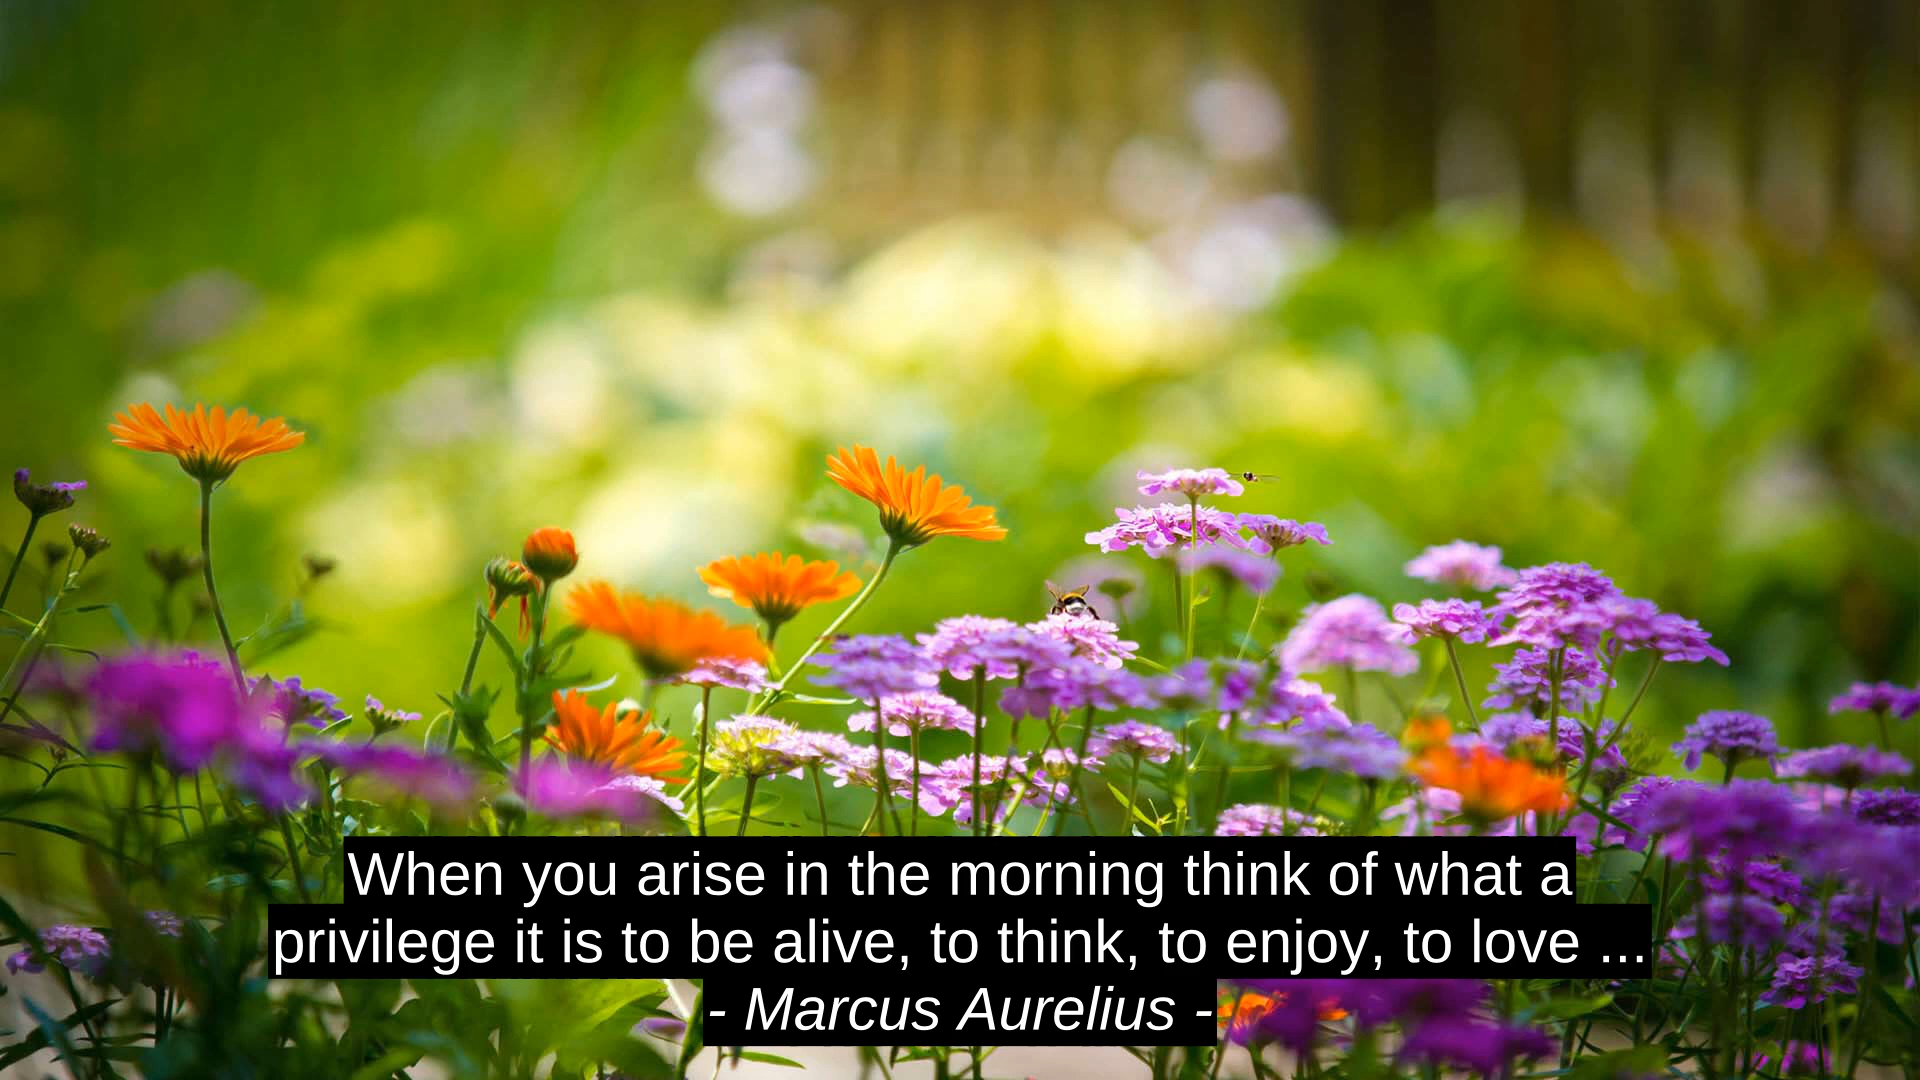 When you arise in the morning think of what a
privilege it is to be alive, to think, to enjoy, to love ...
- Marcus Aurelius -